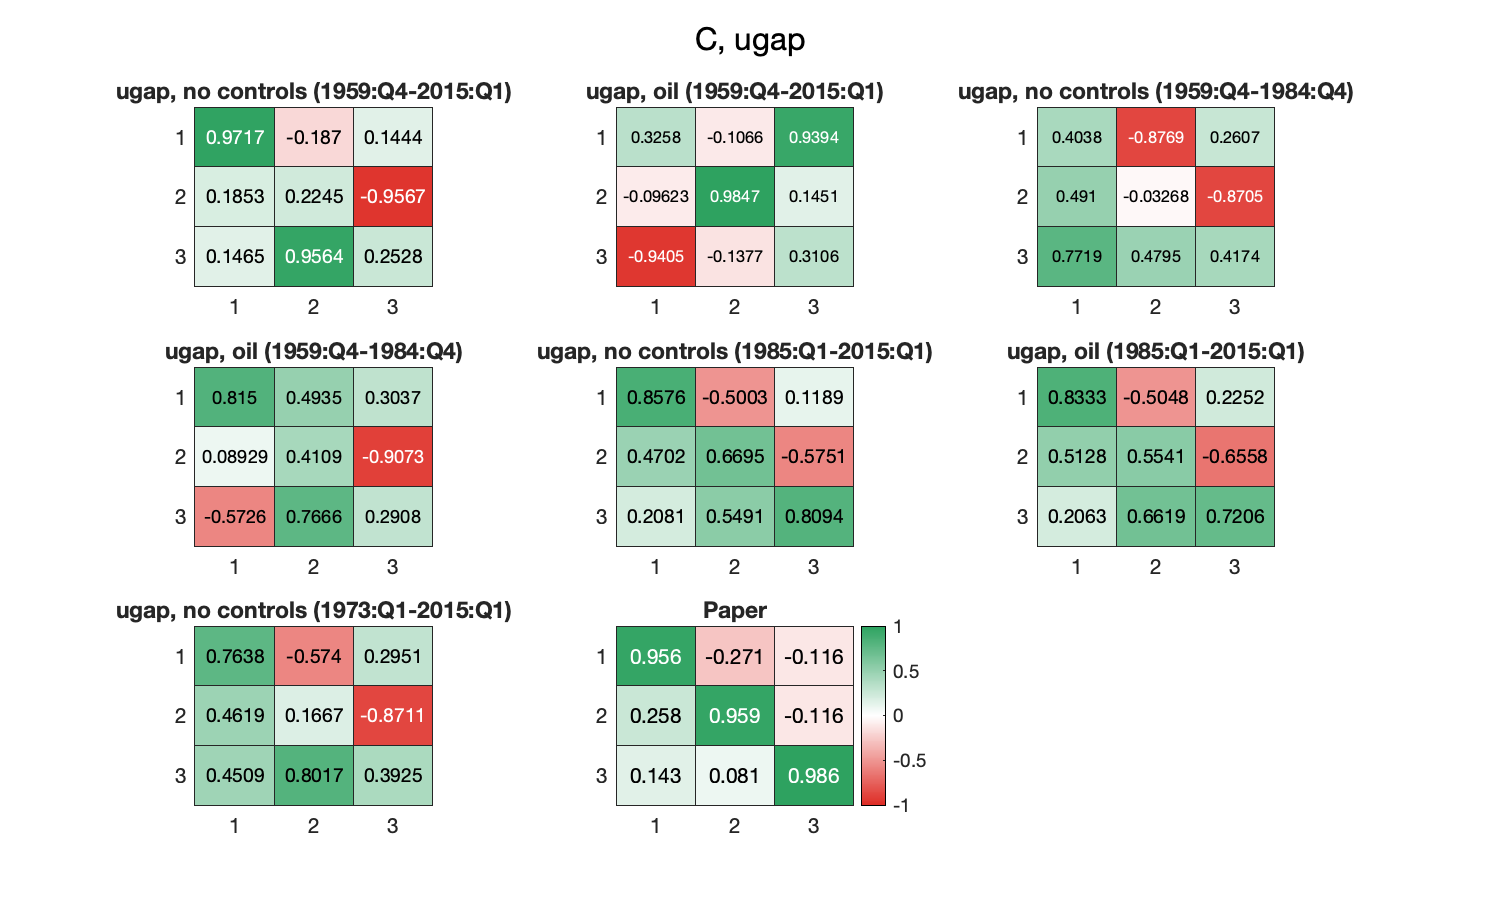 C, ugap
ugap, no controls (1959:Q4-2015:Q1)
1 0.9717 -0.187 0.1444
2 0.1853 0.2245 -0.9567
3 0.1465 0.9564 0.2528
1 2 3
ugap, oil (1959:Q4-2015:Q1)
1 0.3258 -0.1066 0.9394
2 -0.09623 0.9847 0.1451
3 -0.9405 -0.1377 0.3106
1 2 3
ugap, no controls (1959:Q4-1984:Q4)
1 0.4038 -0.8769 0.2607
2 0.491 -0.03268 -0.8705
3 0.7719 0.4795 0.4174
1 2 3
ugap, oil (1959:Q4-1984:Q4)
1 0.815 0.4935 0.3037
2 0.08929 0.4109 -0.9073
3 -0.5726 0.7666 0.2908
1 2 3
ugap, no controls (1985:Q1-2015:Q1)
1 0.8576 -0.5003 0.1189
2 0.4702 0.6695 -0.5751
3 0.2081 0.5491 0.8094
1 2 3
ugap, oil (1985:Q1-2015:Q1)
1 0.8333 -0.5048 0.2252
2 0.5128 0.5541 -0.6558
3 0.2063 0.6619 0.7206
1 2 3
ugap, no controls (1973:Q1-2015:Q1)
1 0.7638 -0.574 0.2951
2 0.4619 0.1667 -0.8711
3 0.4509 0.8017 0.3925
1 2 3
Paper
1 0.956 -0.271 -0.116
2 0.258 0.959 -0.116
3 0.143 0.081 0.986
1 2 3
1
0.5
0
-0.5
-1